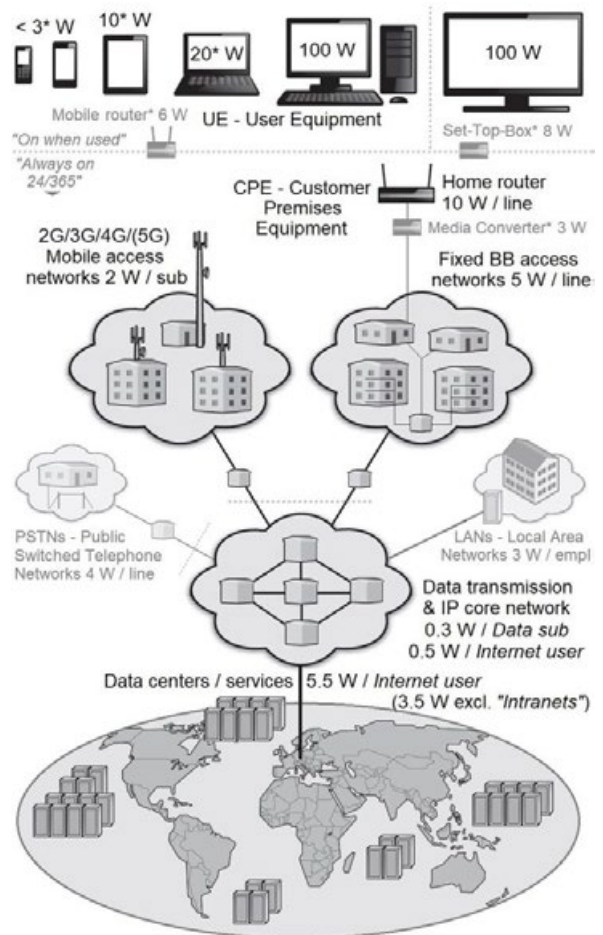 < 3* W
10* W
20* W
100 W
100 W
Mobile router* 6 W
UE - User Equipment
Set-Top-Box* 8 W
"On when used"
"Always on
24/365"
CPE - Customer
Premises
Equipment
Home router
10 W / line
Media Converter* 3 W
2G/3G/4G/(5G)
Mobile access
networks 2 W / sub
Fixed BB access
networks 5 W / line
PSTNs - Public
Switched Telephone
Networks 4 W / line
LANs - Local Area
Networks 3 W / empl
Data transmission
& IP core network
0.3 W / Data sub
0.5 W / Internet user
Data centers / services
5.5 W / Internet user
(3.5 W excl. "Intranets")